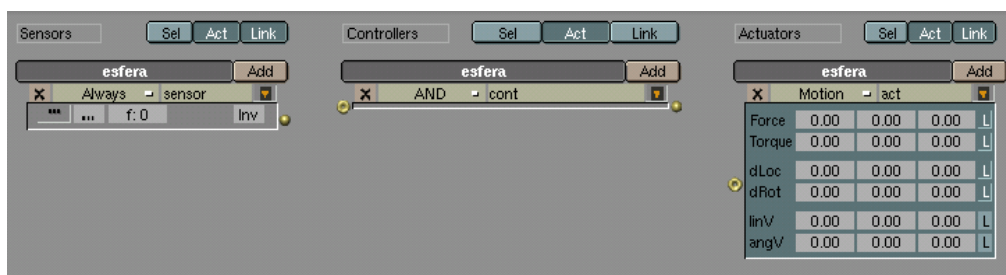 Sensors Sel Act Link Controllers Sel Act Link Actuators Sel Act Link
esfera Add esfera Add esfera Add
X Always sensor X AND cont X Motion act
f: 0 Inv
Force 0.00 0.00 0.00 L
Torque 0.00 0.00 0.00 L
dLoc 0.00 0.00 0.00 L
dRot 0.00 0.00 0.00 L
linV 0.00 0.00 0.00 L
angV 0.00 0.00 0.00 L